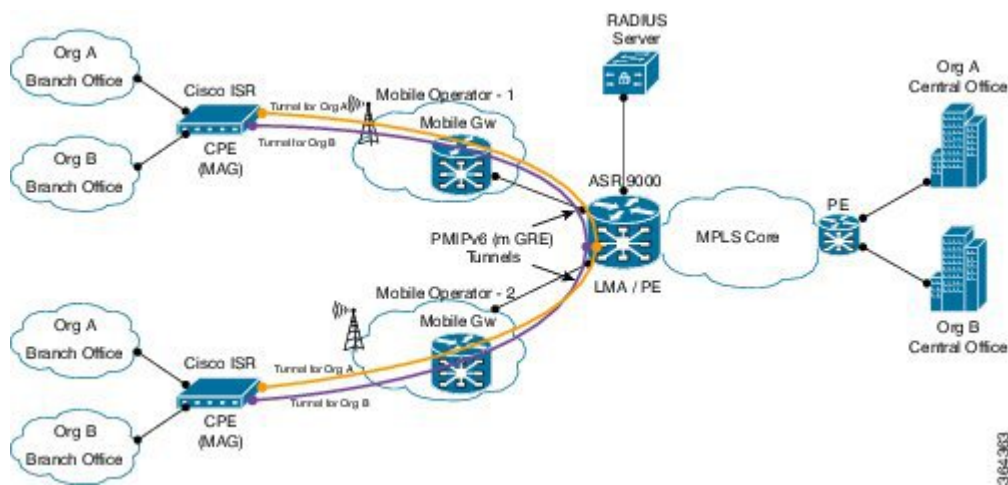 RADIUS
Server
Org A
Branch Office
Cisco ISR
Tunnel for Org A
Mobile Operator - 1
Mobile Gw
Tunnel for Org B
CPE
(MAG)
Org B
Branch Office
Org A
Central Office
ASR 9000
PE
PMIPv6 (m GRE)
Tunnels
MPLS Core
LMA / PE
Mobile Operator - 2
Mobile Gw
Org A
Branch Office
Cisco ISR
Tunnel for Org A
Tunnel for Org B
CPE
(MAG)
Org B
Branch Office
Org B
Central Office
364363